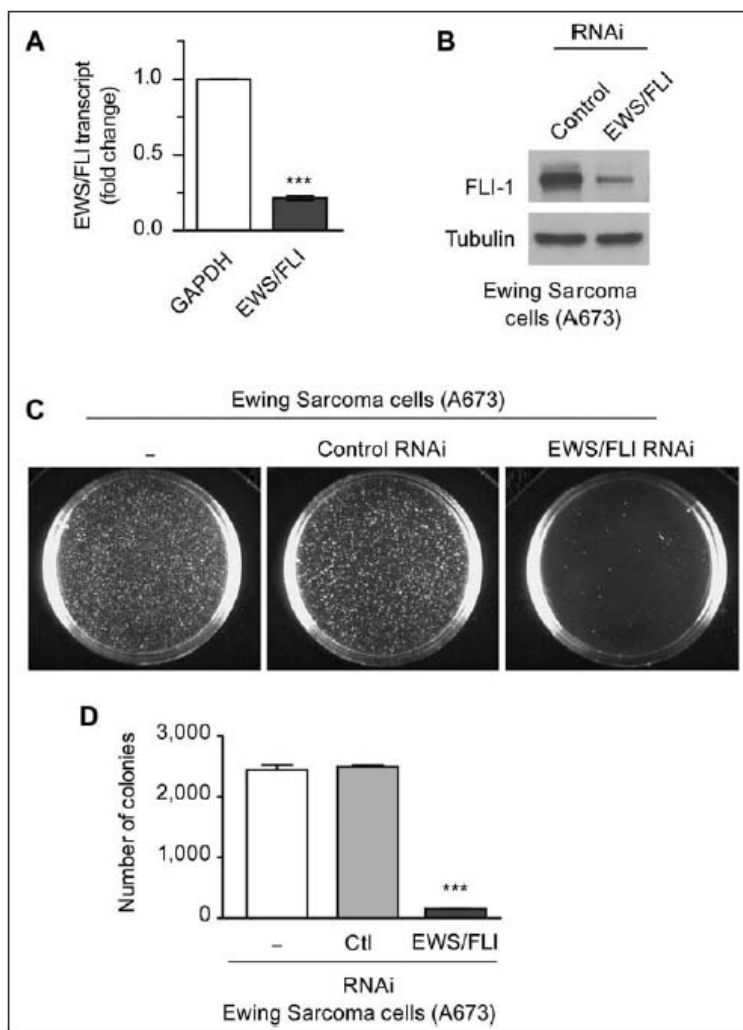 A
EWS/FLI transcript
(fold change)
1.0
0.5
0.0
***
GAPDH
EWS/FLI
B
RNAi
Control
EWS/FLI
FLI-1
Tubulin
Ewing Sarcoma
cells (A673)
C
Ewing Sarcoma cells (A673)
–
Control RNAi
EWS/FLI RNAi
D
Number of colonies
3,000
2,000
1,000
0
***
–
Ctl
EWS/FLI
RNAi
Ewing Sarcoma cells (A673)